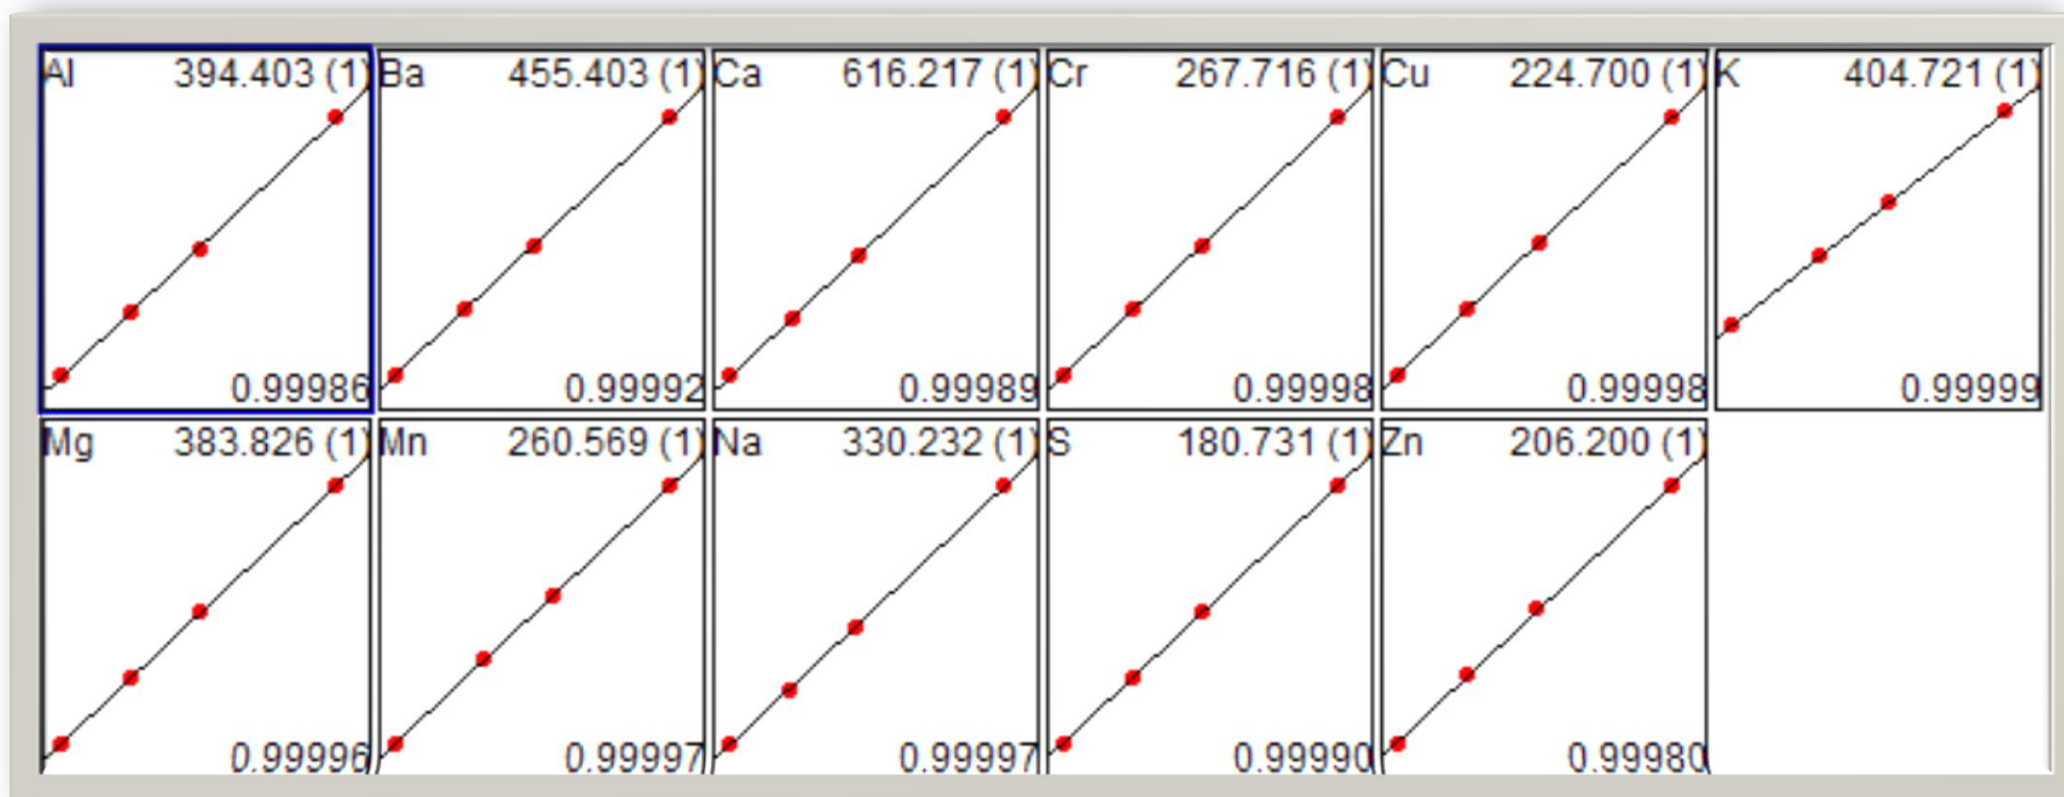 Al 394.403 (1) Ba 455.403 (1) Ca 616.217 (1) Cr 267.716 (1) Cu 224.700 (1) K 404.721 (1)
0.99986 0.99992 0.99989 0.99998 0.99998 0.99999
Mg 383.826 (1) Mn 260.569 (1) Na 330.232 (1) S 180.731 (1) Zn 206.200 (1)
0.99996 0.99997 0.99997 0.99990 0.99980